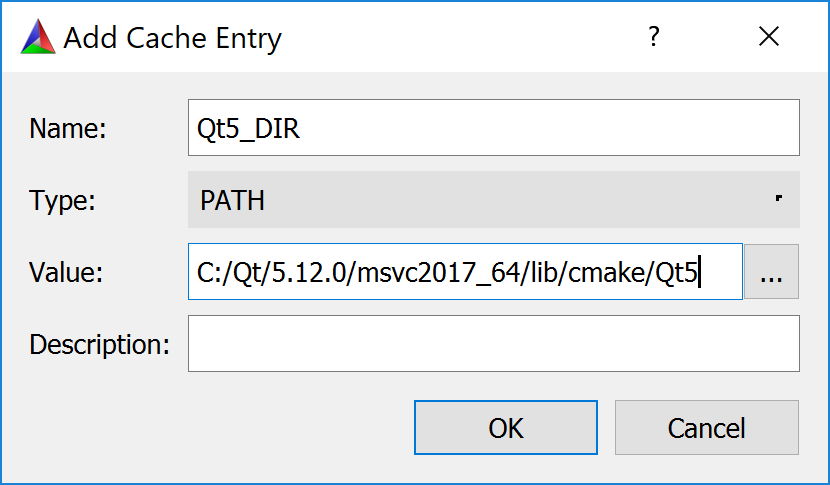 Add Cache Entry ? ×
Name: Qt5_DIR
Type: PATH
Value: C:/Qt/5.12.0/msvc2017_64/lib/cmake/Qt5 ...
Description:
OK Cancel